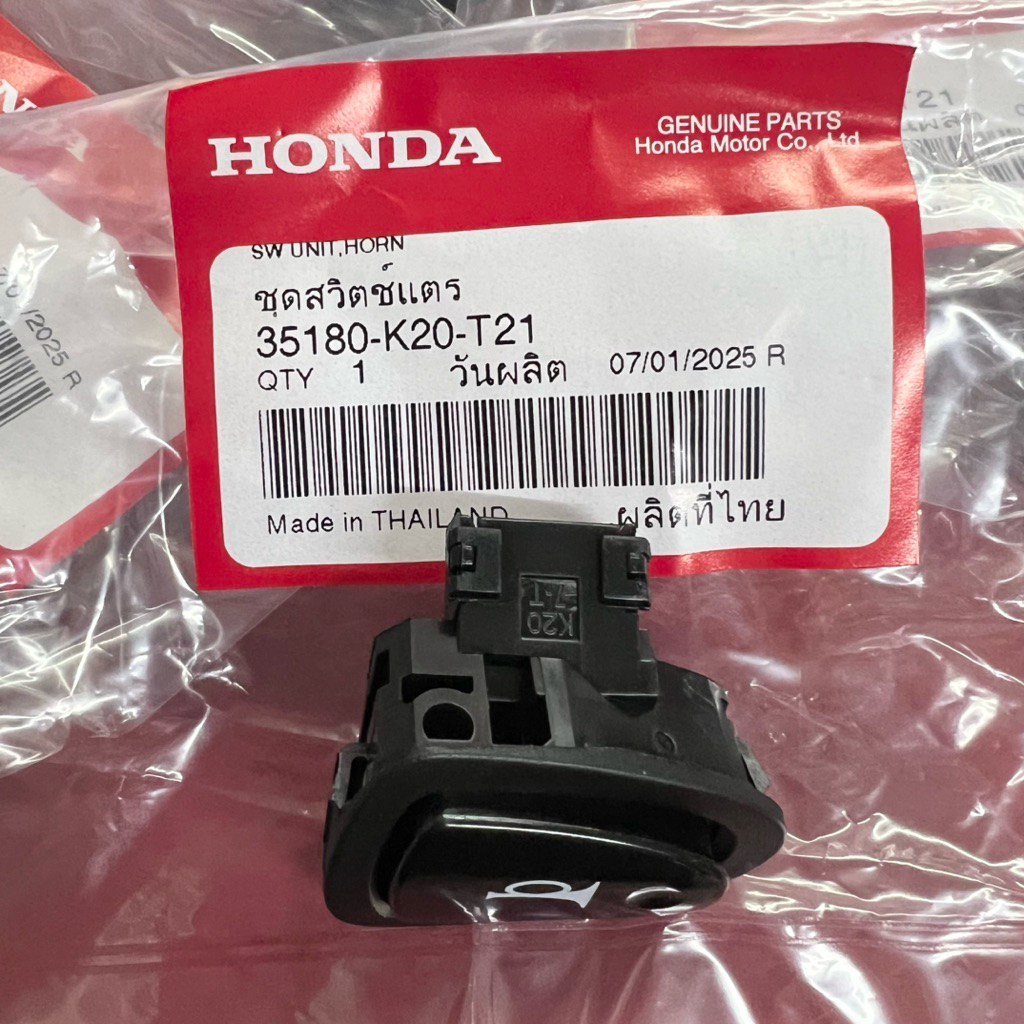 HONDA
GENUINE PARTS
Honda Motor Co., Ltd
SW UNIT,HORN
ชุดสวิตช์แตร
35180-K20-T21
QTY 1 วันผลิต 07/01/2025 R
Made in THAILAND
ผลิตที่ไทย
K20
T21
/2025 R